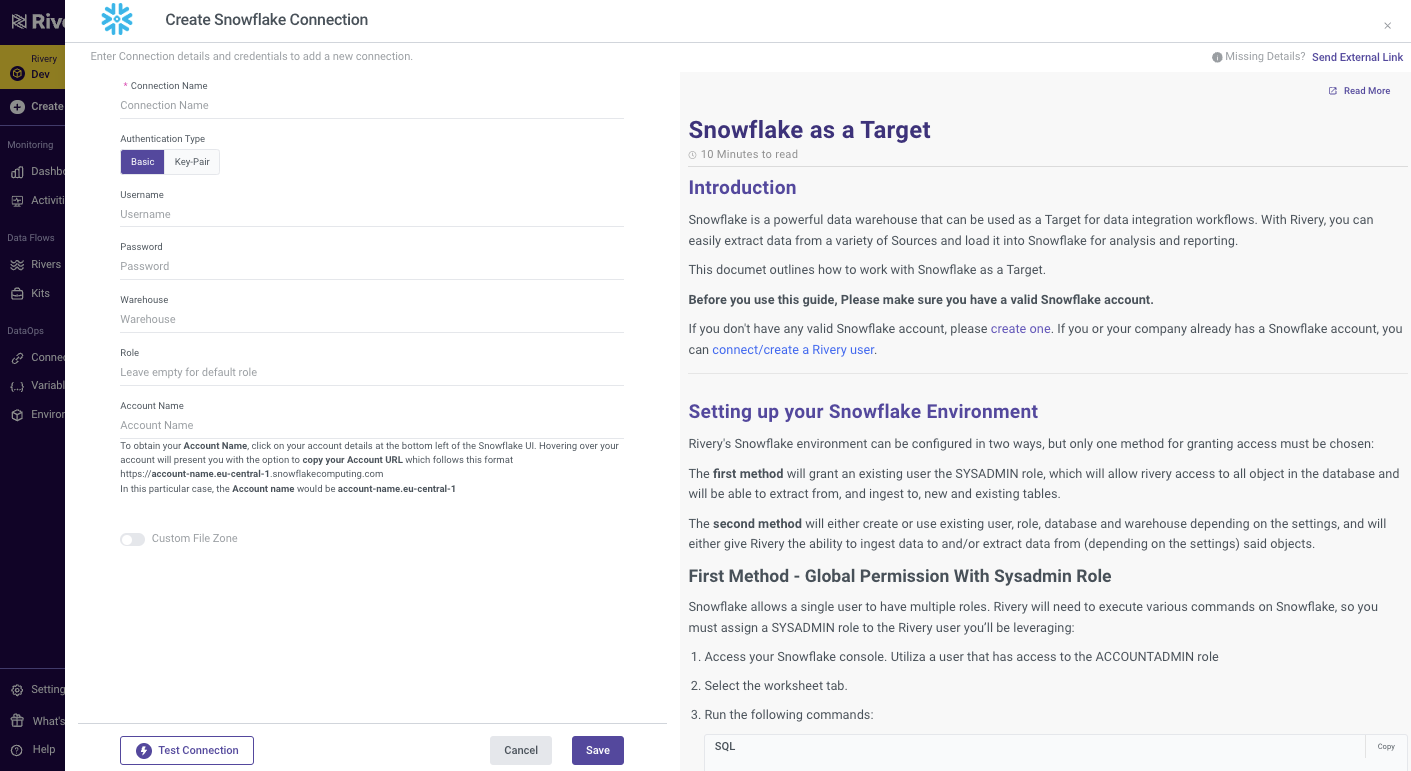 Create Snowflake Connection
×
Enter Connection details and credentials to add a new connection.
Missing Details? Send External Link
Rivery
Dev
Create
Monitoring
Data Flows
Rivers
Kits
DataOps
What's
Help
* Connection Name
Connection Name
Authentication Type
Basic Key-Pair
Username
Username
Password
Password
Warehouse
Warehouse
Role
Leave empty for default role
Account Name
Account Name
To obtain your Account Name, click on your account details at the bottom left of the Snowflake UI. Hovering over your
account will present you with the option to copy your Account URL which follows this format
https://account-name.eu-central-1.snowflakecomputing.com
In this particular case, the Account name would be account-name.eu-central-1
Custom File Zone
Test Connection
Cancel
Save
Read More
Snowflake as a Target
10 Minutes to read
Introduction
Snowflake is a powerful data warehouse that can be used as a Target for data integration workflows. With Rivery, you can
easily extract data from a variety of Sources and load it into Snowflake for analysis and reporting.
This documet outlines how to work with Snowflake as a Target.
Before you use this guide, Please make sure you have a valid Snowflake account.
If you don't have any valid Snowflake account, please create one. If you or your company already has a Snowflake account, you
can connect/create a Rivery user.
Setting up your Snowflake Environment
Rivery's Snowflake environment can be configured in two ways, but only one method for granting access must be chosen:
The first method will grant an existing user the SYSADMIN role, which will allow rivery access to all object in the database and
will be able to extract from, and ingest to, new and existing tables.
The second method will either create or use existing user, role, database and warehouse depending on the settings, and will
either give Rivery the ability to ingest data to and/or extract data from (depending on the settings) said objects.
First Method - Global Permission With Sysadmin Role
Snowflake allows a single user to have multiple roles. Rivery will need to execute various commands on Snowflake, so you
must assign a SYSADMIN role to the Rivery user you’ll be leveraging:
1. Access your Snowflake console. Utiliza a user that has access to the ACCOUNTADMIN role
2. Select the worksheet tab.
3. Run the following commands:
SQL
Copy